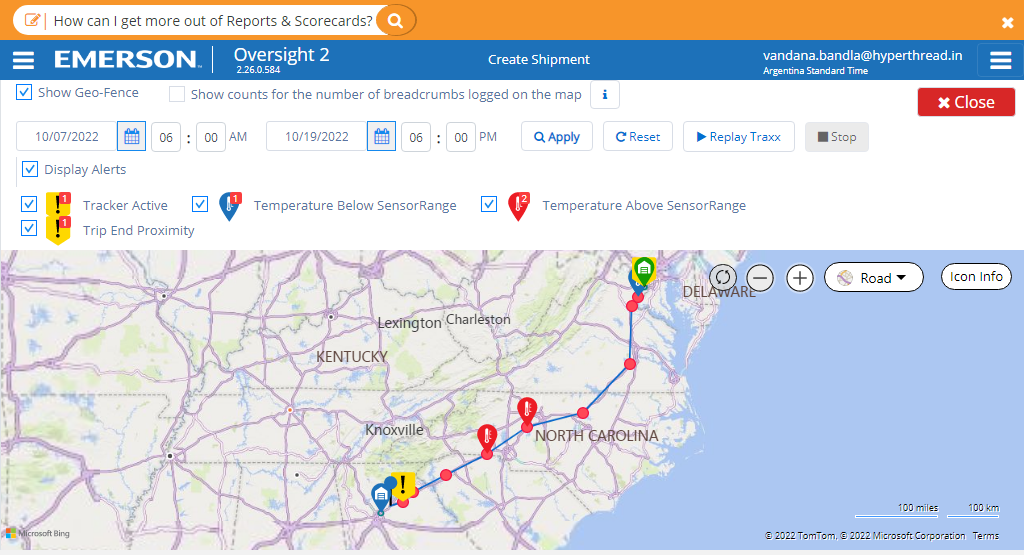 How can I get more out of Reports & Scorecards?
EMERSON.
Oversight 2
2.26.0.584
Create Shipment
vandana.bandla@hyperthread.in
Argentina Standard Time
Show Geo-Fence
Show counts for the number of breadcrumbs logged on the map
i
Close
10/07/2022 06 : 00 AM 10/19/2022 06 : 00 PM Apply Reset Replay Traxx Stop
Display Alerts
1 Tracker Active 1 Temperature Below SensorRange 2 Temperature Above SensorRange
1 Trip End Proximity
Road
Icon Info
DELAWARE
Lexington Charleston
KENTUCKY
Knoxville
NORTH CAROLINA
100 miles 100 km
Microsoft Bing
© 2022 TomTom, © 2022 Microsoft Corporation Terms